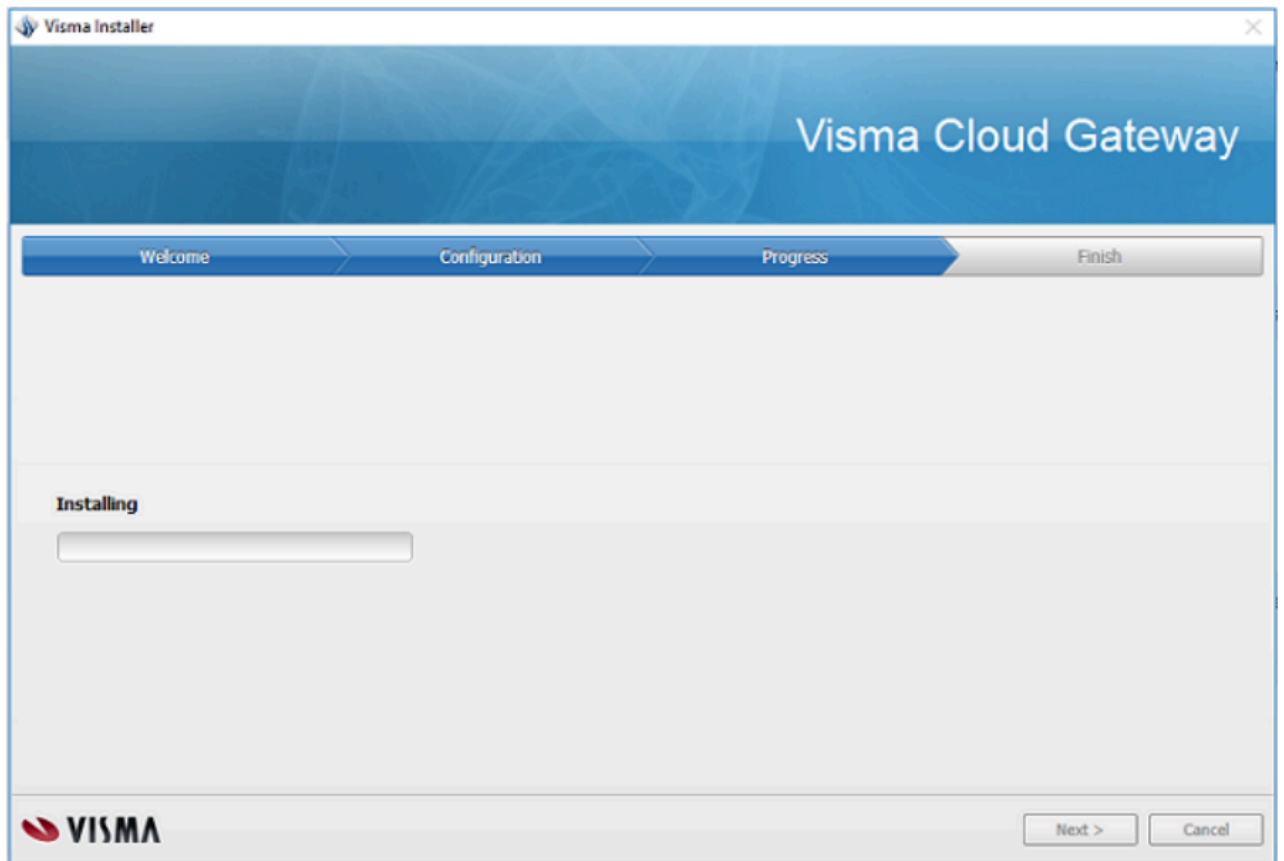 Visma Installer
Visma Cloud Gateway
Welcome Configuration Progress Finish
Installing
VISMA Next > Cancel